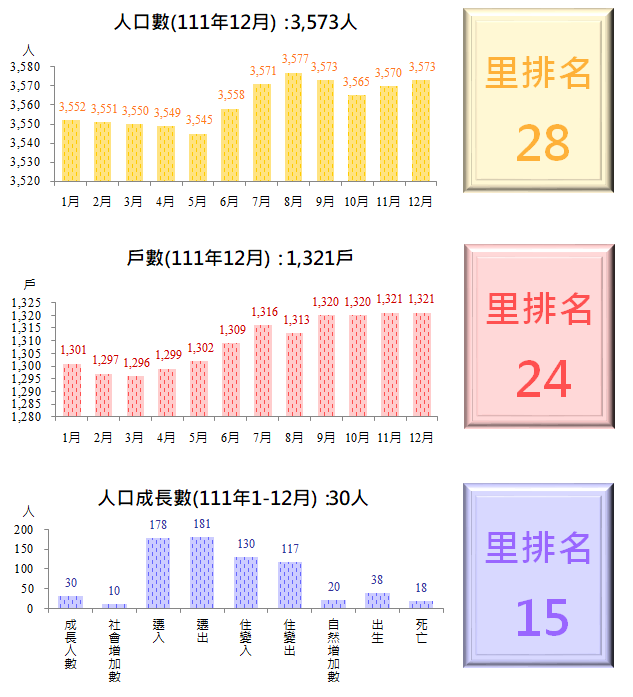 人口數(111年12月)：3,573人
人
3,580
3,570
3,560
3,550
3,540
3,530
3,520
3,552 3,551 3,550 3,549 3,545 3,558 3,571 3,577 3,573 3,565 3,570 3,573
1月 2月 3月 4月 5月 6月 7月 8月 9月 10月 11月 12月
里排名
28
戶數(111年12月)：1,321戶
戶
1,325
1,320
1,315
1,310
1,305
1,300
1,295
1,290
1,285
1,280
1,301 1,297 1,296 1,299 1,302 1,309 1,316 1,313 1,320 1,320 1,321 1,321
1月 2月 3月 4月 5月 6月 7月 8月 9月 10月 11月 12月
里排名
24
人口成長數(111年1-12月)：30人
人
200
150
100
50
0
30 10 178 181 130 117 20 38 18
成長人數
社會增加數
遷入
遷出
住變入
住變出
自然增加數
出生
死亡
里排名
15